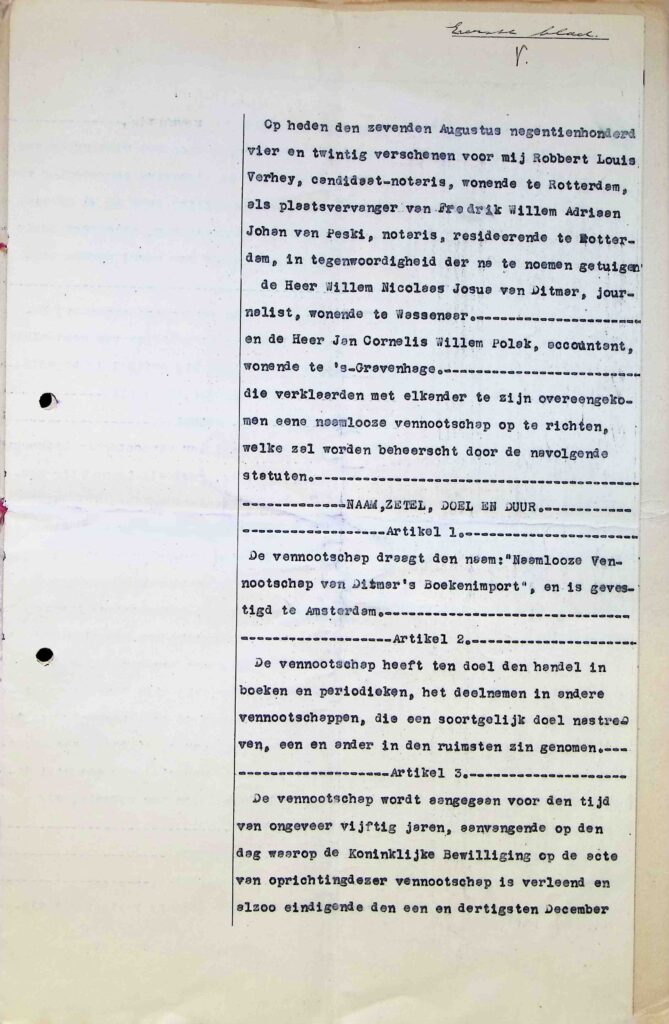 Eerste blad.
Op heden den zevenden Augustus negentienhonderd
vier en twintig verschenen voor mij Robbert Louis
Verhey, candidaat-notaris, wonende te Rotterdam,
als plaatsvervanger van Fredrik Willem Adriaan
Johan van Peski, notaris, resideerende te Rotter-
dam, in tegenwoordigheid der na te noemen getuigen
de Heer Willem Nicolaas Josua van Ditmar, jour-
nalist, wonende te Wassenaar.--------------------
en de Heer Jan Cornelis Willem Polak, accountant,
wonende te 's-Gravenhage.------------------------
die verklaarden met elkander te zijn overeengeko-
men eene naamlooze vennootschap op te richten,
welke zal worden beheerscht door de navolgende
statuten.----------------------------------------
-------------NAAM,ZETEL, DOEL EN DUUR.------------
------------------Artikel 1.---------------------
De vennootschap draagt den naam:"Naamlooze Ven-
nootschap van Ditmar's Boekenimport", en is geves-
tigd te Amsterdam.-------------------------------
-------------------Artikel 2.--------------------
De vennootschap heeft ten doel den handel in
boeken en periodieken, het deelnemen in andere
vennootschappen, die een soortgelijk doel nastre
ven, een en ander in den ruimsten zin genomen.---
-------------------Artikel 3.--------------------
De vennootschap wordt aangegaan voor den tijd
van ongeveer vijftig jaren, aanvangende op den
dag waarop de Koninklijke Bewilliging op de acte
van oprichtingdezer vennootschap is verleend en
alzoo eindigende den een en dertigsten December